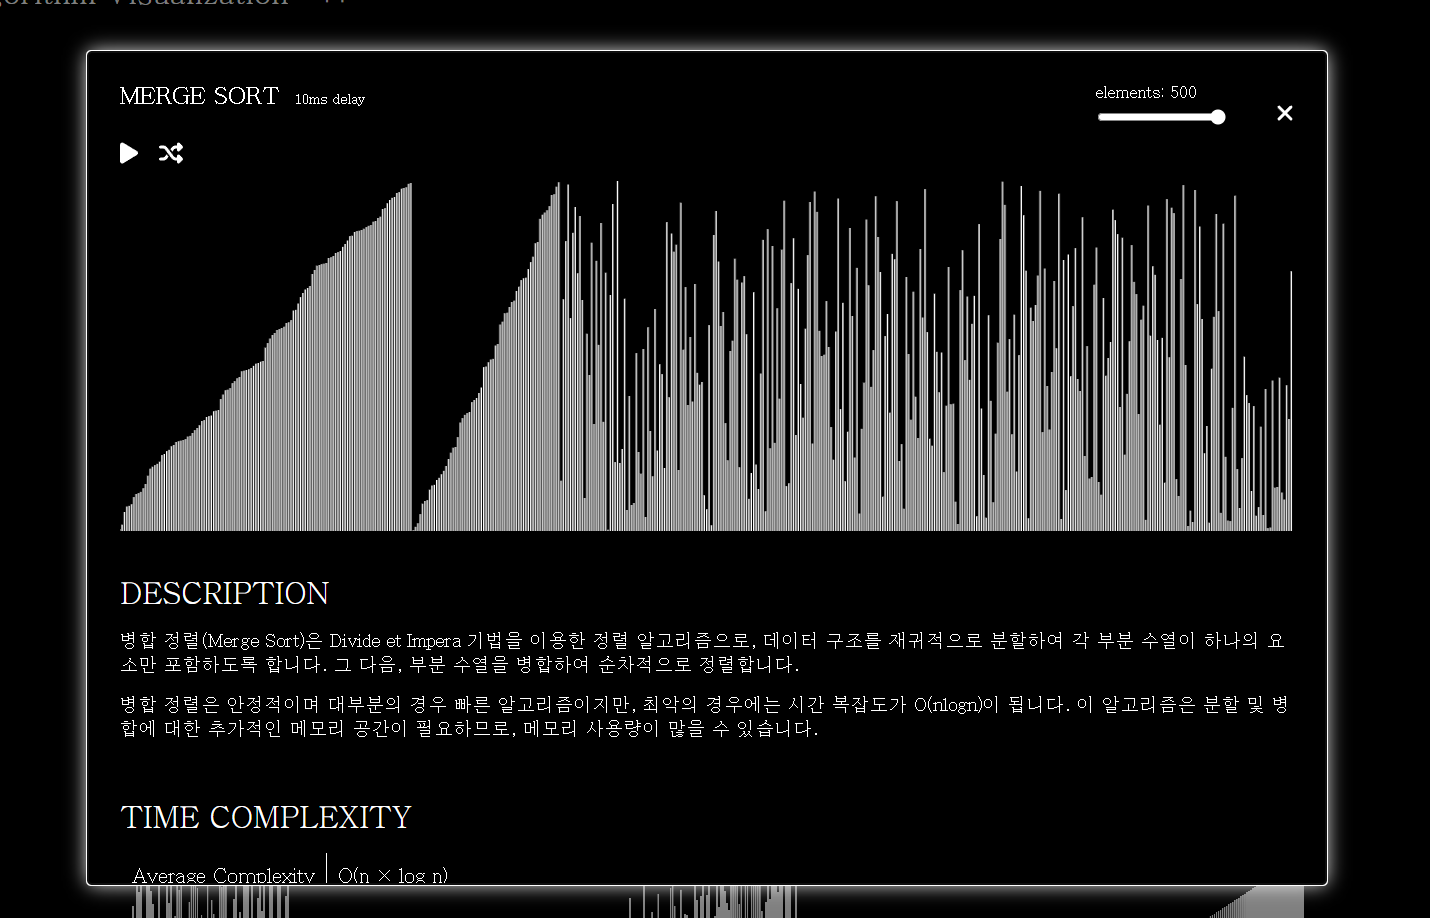 Algorithm Visualization
MERGE SORT 10ms delay
elements: 500
DESCRIPTION
병합 정렬(Merge Sort)은 Divide et Impera 기법을 이용한 정렬 알고리즘으로, 데이터 구조를 재귀적으로 분할하여 각 부분 수열이 하나의 요
소만 포함하도록 합니다. 그 다음, 부분 수열을 병합하여 순차적으로 정렬합니다.
병합 정렬은 안정적이며 대부분의 경우 빠른 알고리즘이지만, 최악의 경우에는 시간 복잡도가 O(nlogn)이 됩니다. 이 알고리즘은 분할 및 병
합에 대한 추가적인 메모리 공간이 필요하므로, 메모리 사용량이 많을 수 있습니다.
TIME COMPLEXITY
Average Complexity O(n × log n)